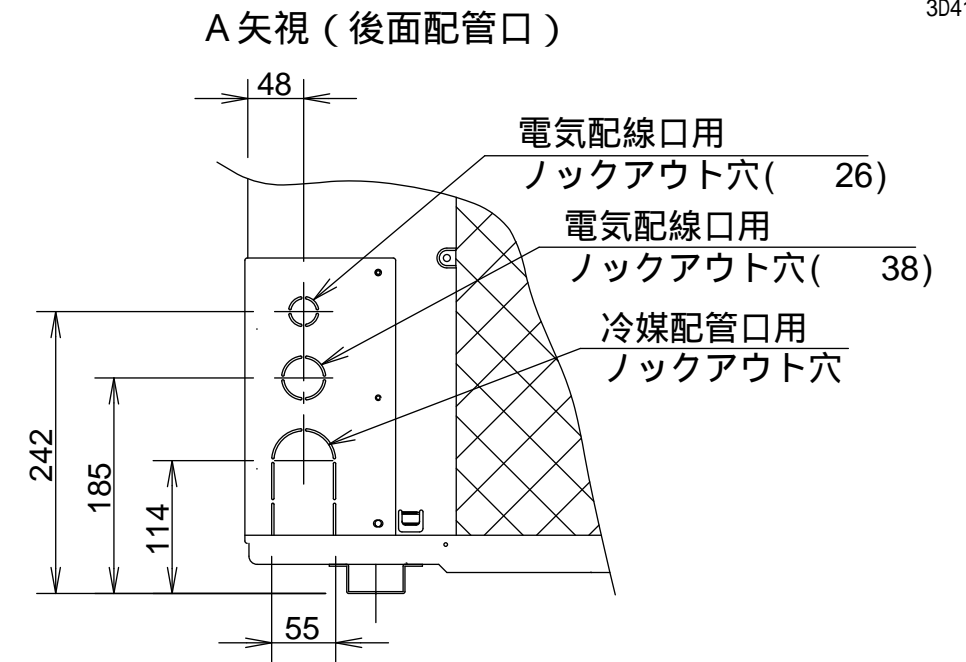 3D41
A矢視(後面配管口)
48
電気配線口用
ノックアウト穴( 26)
電気配線口用
ノックアウト穴( 38)
冷媒配管口用
ノックアウト穴
242
185
114
55